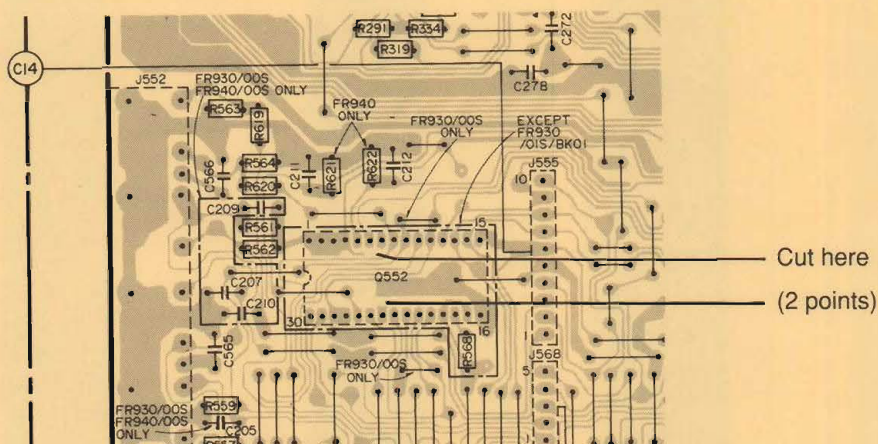 R291
R334
C272
R319
C14
C278
J552
FR930/00S
FR940/00S ONLY
R563
R619
FR940
ONLY
FR930/00S
ONLY
EXCEPT
FR930
/01S/BK01
C566
R564
C211
R621
R622
C212
J555
R620
10
C209
R561
15
R562
Q552
Cut here
C207
(2 points)
C210
30
16
C565
R568
FR930/00S
ONLY
J568
5
FR930/00S
FR940/00S
ONLY
R559
C205